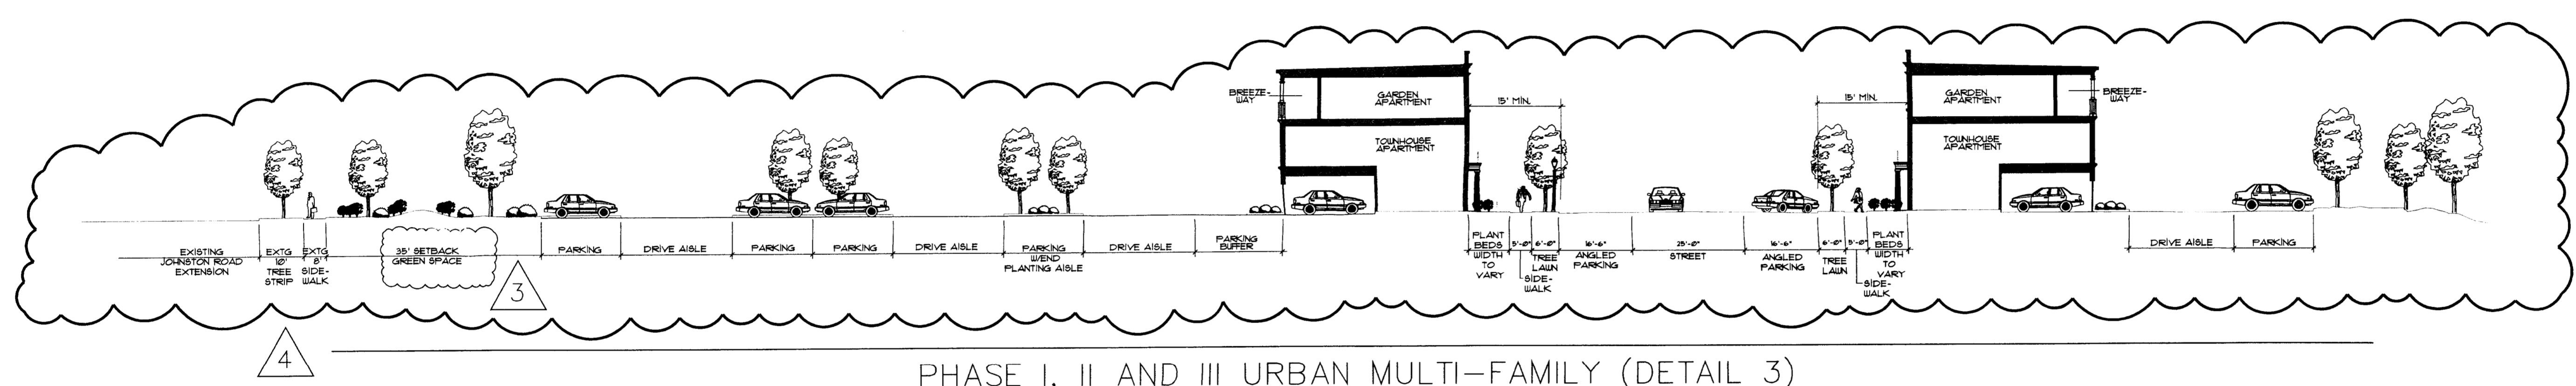 BREEZE-
WAY
GARDEN
APARTMENT
TOWNHOUSE
APARTMENT
15' MIN.
15' MIN.
GARDEN
APARTMENT
TOWNHOUSE
APARTMENT
BREEZE-
WAY
EXISTING
JOHNSTON ROAD
EXTENSION
EXTG
10'
TREE
STRIP
EXTG
8'
SIDE-
WALK
35' SETBACK
GREEN SPACE
3
PARKING
DRIVE AISLE
PARKING
PARKING
DRIVE AISLE
PARKING
W/END
PLANTING AISLE
DRIVE AISLE
PARKING
BUFFER
PLANT
BEDS
WIDTH
TO
VARY
5'-0"
SIDE-
WALK
6'-0"
TREE
LAWN
16'-6"
ANGLED
PARKING
25'-0"
STREET
16'-6"
ANGLED
PARKING
6'-0"
TREE
LAWN
5'-0"
SIDE-
WALK
PLANT
BEDS
WIDTH
TO
VARY
DRIVE AISLE
PARKING
4
PHASE I, II AND III URBAN MULTI-FAMILY (DETAIL 3)